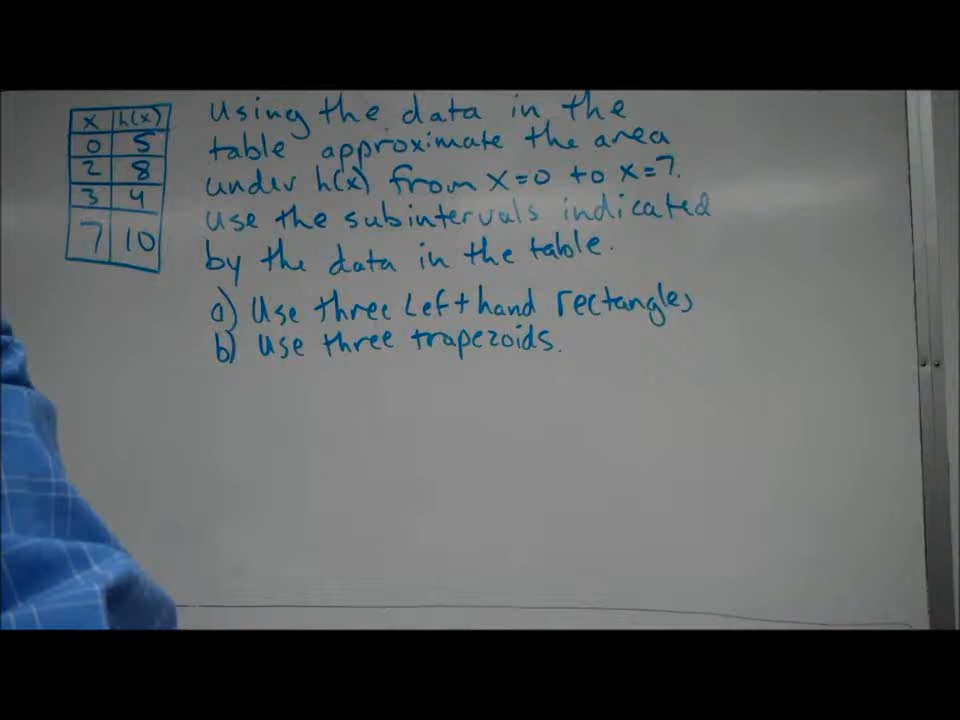 x h(x)
0 5
2 8
3 4
7 10
Using the data in the
table approximate the area
under h(x) from x=0 to x=7.
Use the subintervals indicated
by the data in the table.
a) Use three Left hand rectangles
b) Use three trapezoids.